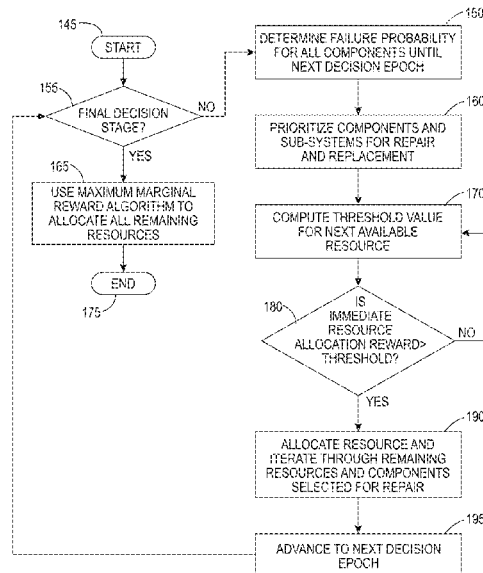 145
START
155
FINAL DECISION
STAGE?
NO
YES
165
USE MAXIMUM MARGINAL
REWARD ALGORITHM TO
ALLOCATE ALL REMAINING
RESOURCES
END
175
150
DETERMINE FAILURE PROBABILITY
FOR ALL COMPONENTS UNTIL
NEXT DECISION EPOCH
160
PRIORITIZE COMPONENTS AND
SUB-SYSTEMS FOR REPAIR
AND REPLACEMENT
170
COMPUTE THRESHOLD VALUE
FOR NEXT AVAILABLE
RESOURCE
180
IS
IMMEDIATE
RESOURCE
ALLOCATION REWARD>
THRESHOLD?
NO
YES
190
ALLOCATE RESOURCE AND
ITERATE THROUGH REMAINING
RESOURCES AND COMPONENTS
SELECTED FOR REPAIR
195
ADVANCE TO NEXT DECISION
EPOCH